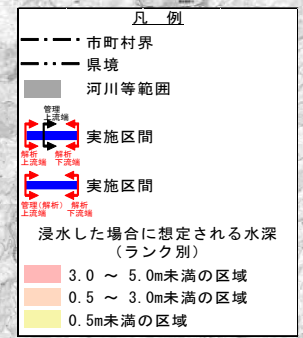 凡 例
市町村界
県境
河川等範囲
管理
上流端
実施区間
解析 解析
上流端 下流端
実施区間
管理(解析) 解析
上流端 下流端
浸水した場合に想定される水深
(ランク別)
3.0 ～ 5.0m未満の区域
0.5 ～ 3.0m未満の区域
0.5m未満の区域